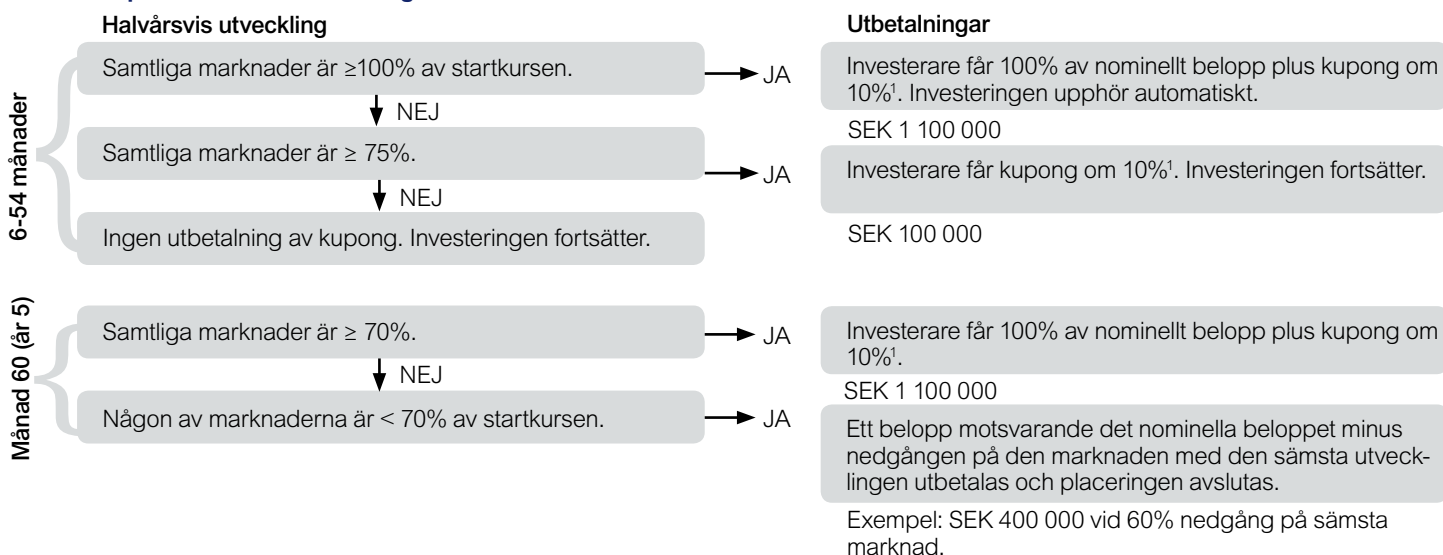 Halvårsvis utveckling
Utbetalningar
6-54 månader
Samtliga marknader är ≥100% av startkursen.
JA
Investerare får 100% av nominellt belopp plus kupong om
10%¹. Investeringen upphör automatiskt.
NEJ
SEK 1 100 000
Samtliga marknader är ≥ 75%.
JA
Investerare får kupong om 10%¹. Investeringen fortsätter.
NEJ
Ingen utbetalning av kupong. Investeringen fortsätter.
SEK 100 000
Månad 60 (år 5)
Samtliga marknader är ≥ 70%.
JA
Investerare får 100% av nominellt belopp plus kupong om
10%¹.
NEJ
SEK 1 100 000
Någon av marknaderna är < 70% av startkursen.
JA
Ett belopp motsvarande det nominella beloppet minus
nedgången på den marknaden med den sämsta utveck-
lingen utbetalas och placeringen avslutas.
Exempel: SEK 400 000 vid 60% nedgång på sämsta
marknad.